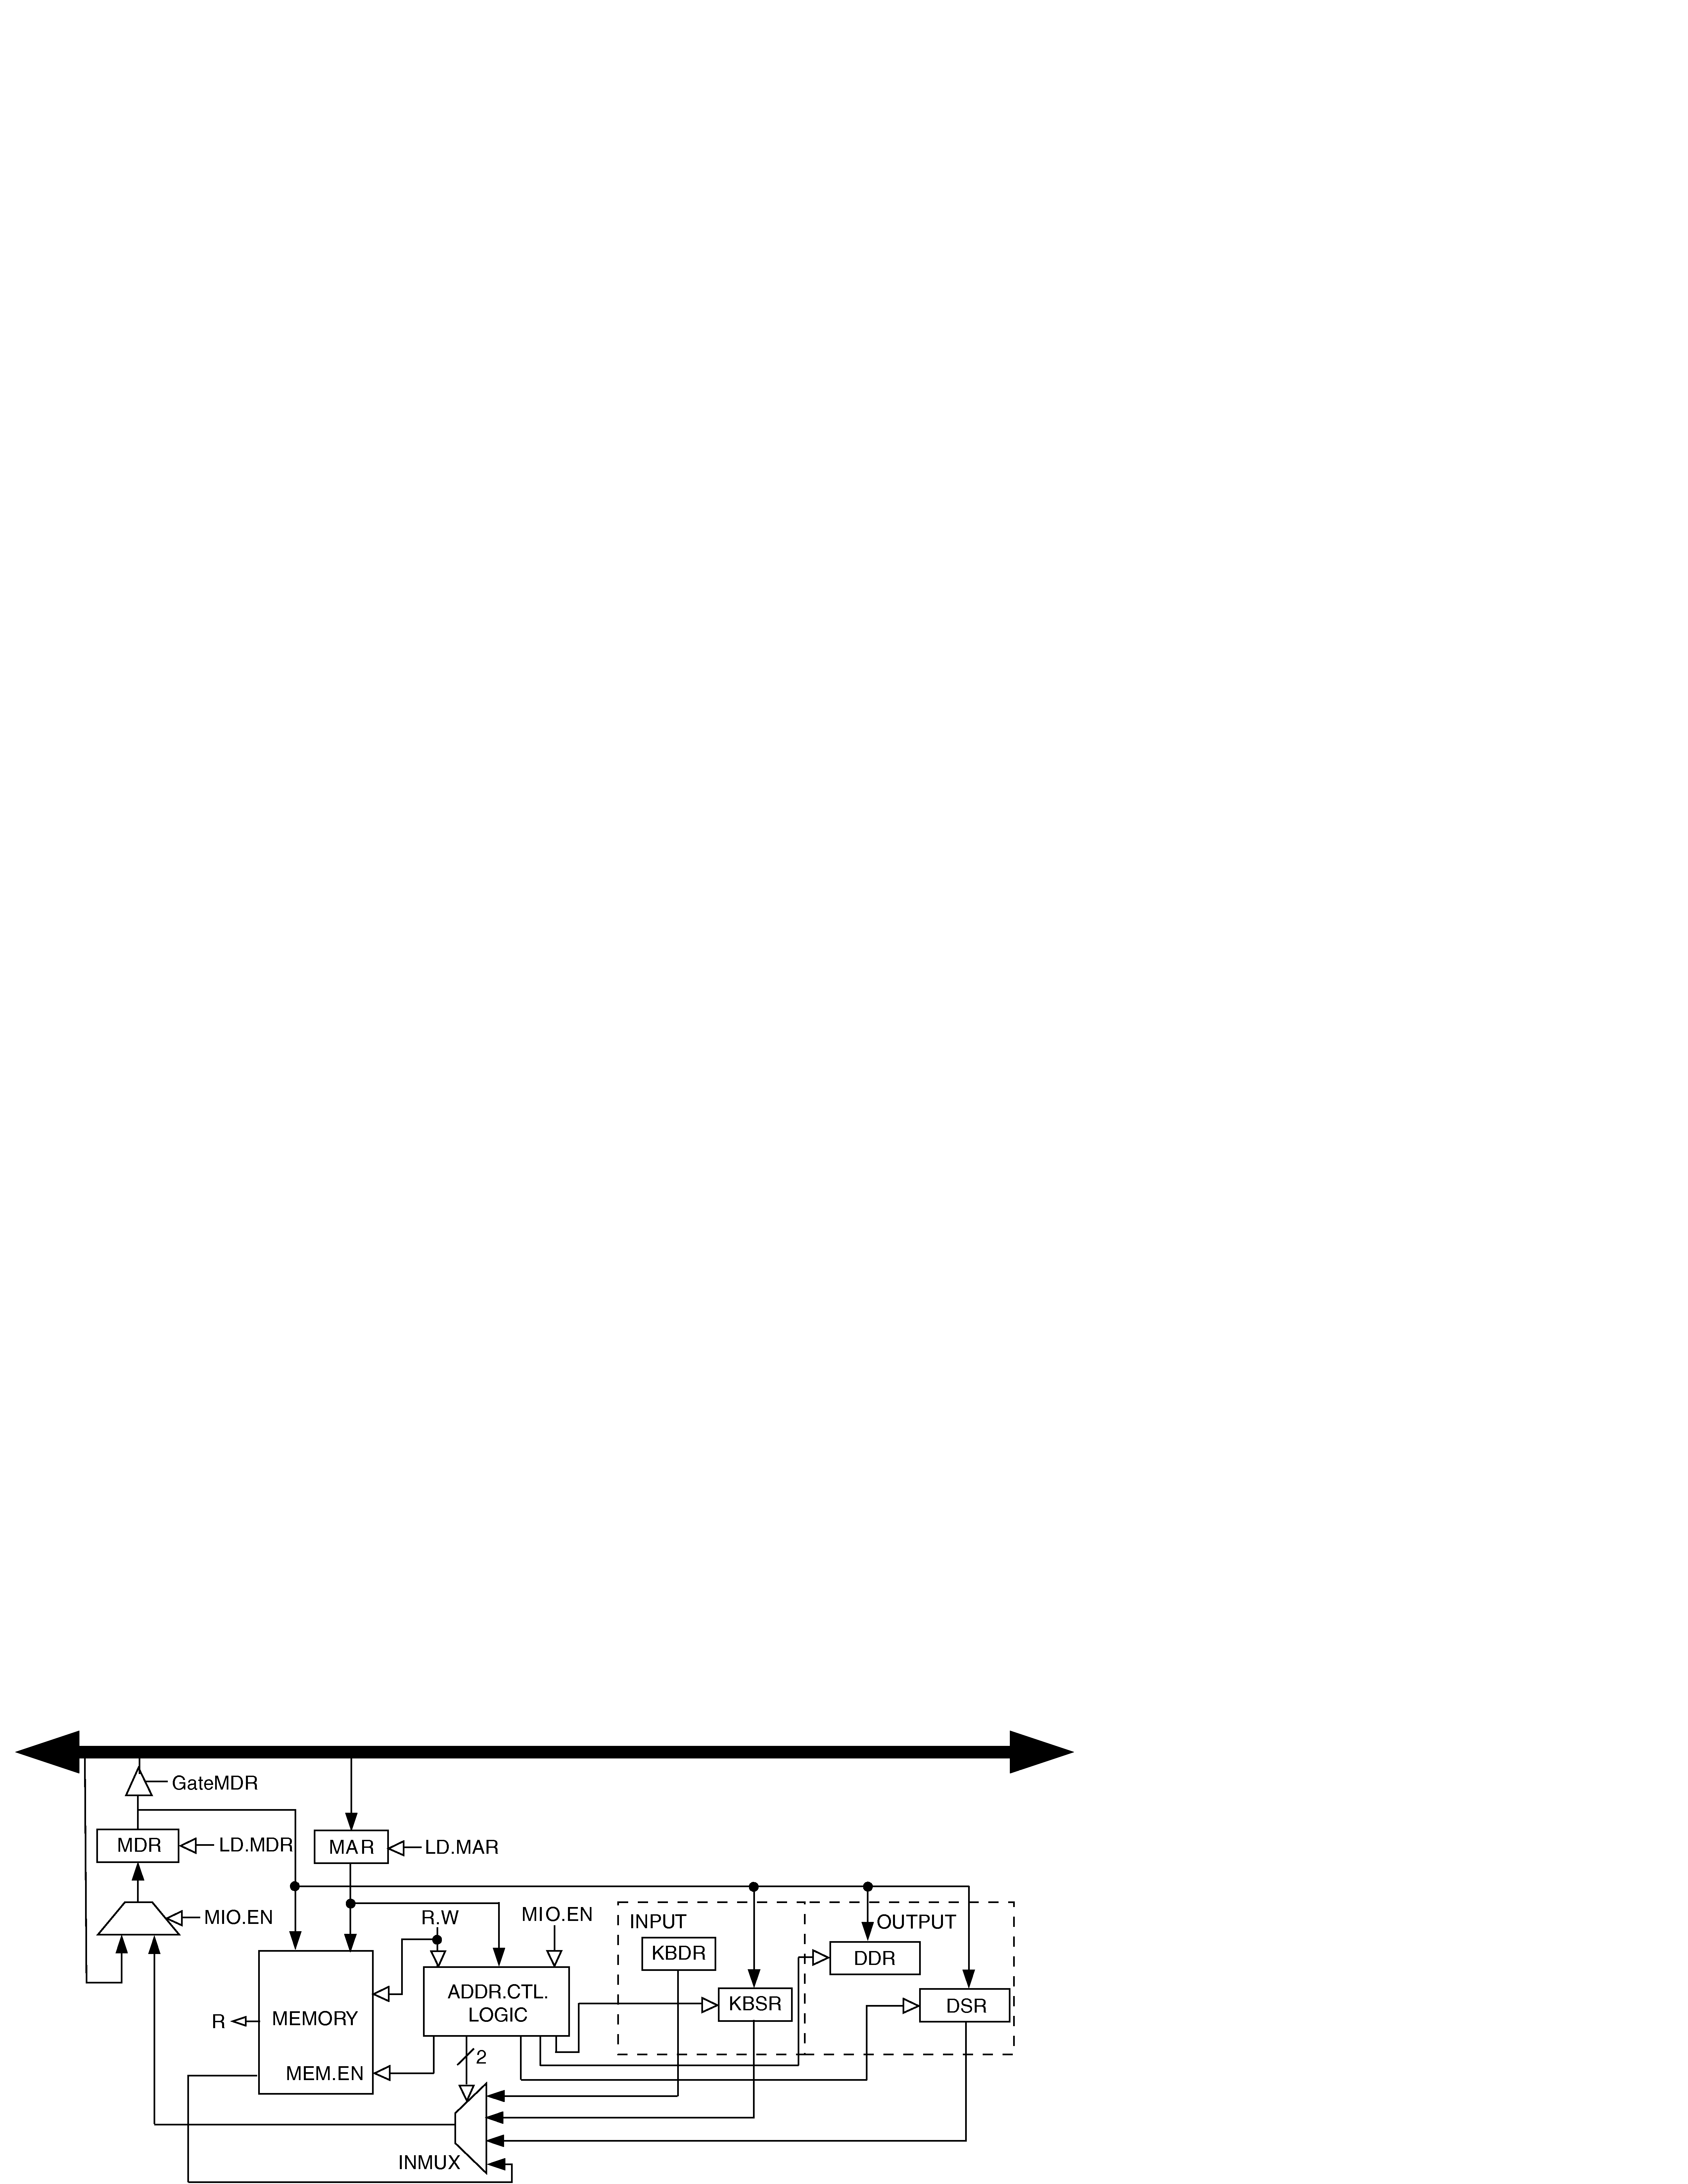 GateMDR
MDR
LD.MDR
MAR
LD.MAR
MIO.EN
R.W
MIO.EN
INPUT
OUTPUT
KBDR
DDR
ADDR.CTL.
LOGIC
KBSR
DSR
R
MEMORY
2
MEM.EN
INMUX